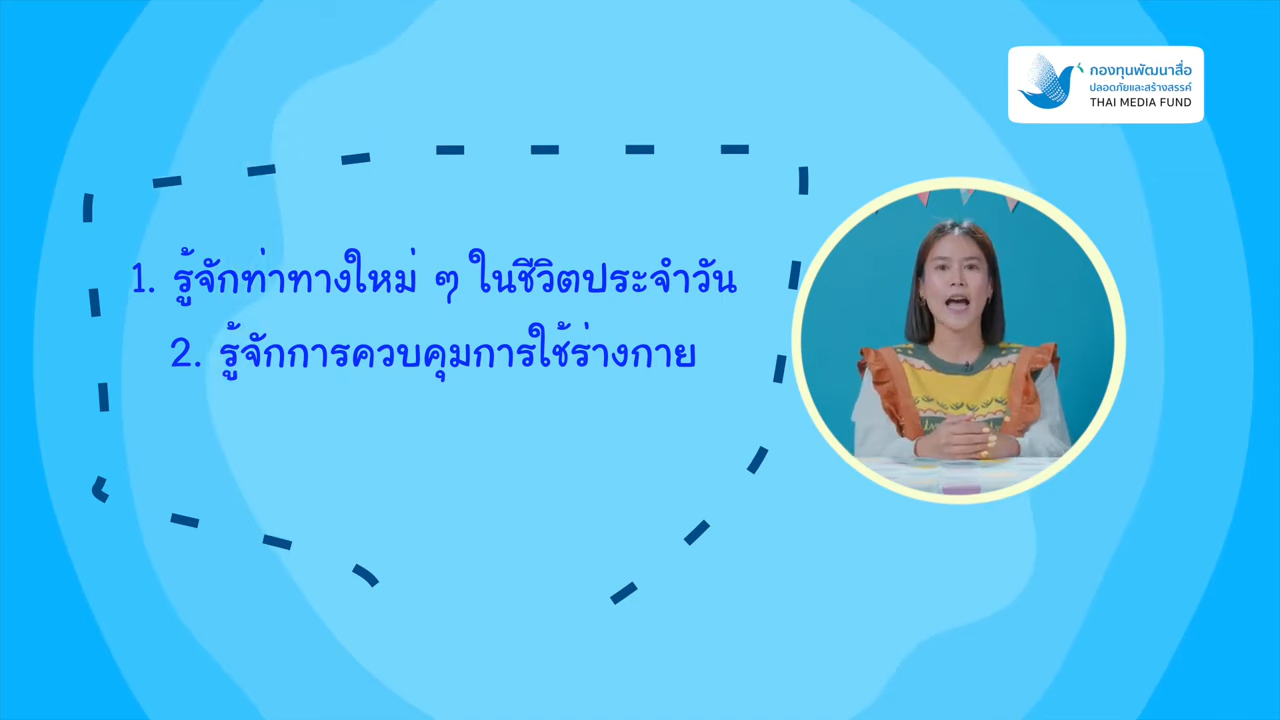 กองทุนพัฒนาสื่อ
ปลอดภัยและสร้างสรรค์
THAI MEDIA FUND
1. รู้จักท่าทางใหม่ ๆ ในชีวิตประจำวัน
2. รู้จักการควบคุมการใช้ร่างกาย